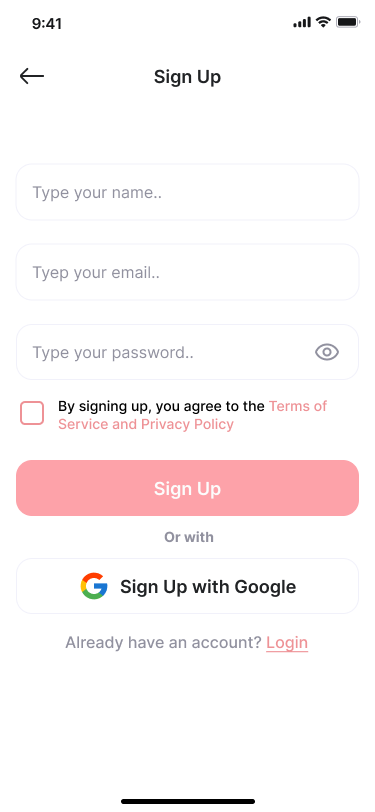 9:41
Sign Up
Type your name..
Tyep your email..
Type your password..
By signing up, you agree to the Terms of
Service and Privacy Policy
Sign Up
Or with
Sign Up with Google
Already have an account? Login